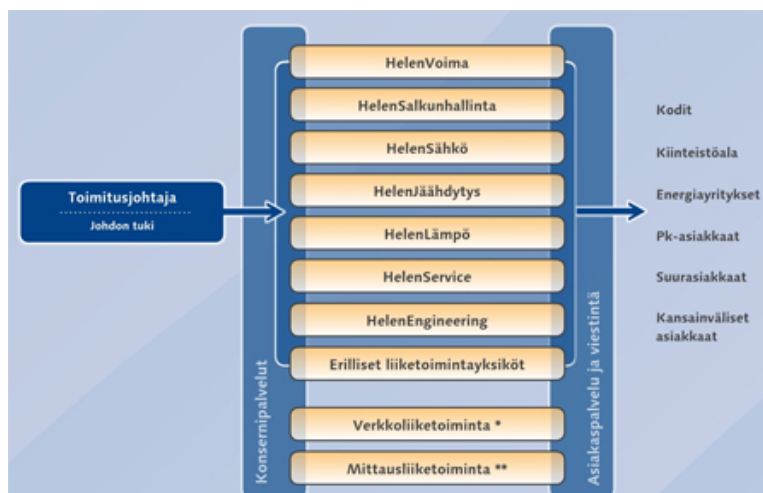 Toimitusjohtaja
Johdon tuki
Konsernipalvelut
HelenVoima
HelenSalkunhallinta
HelenSähkö
HelenJäähdytys
HelenLämpö
HelenService
HelenEngineering
Erilliset liiketoimintayksiköt
Verkkoliiketoiminta *
Mittausliiketoiminta **
Asiakaspalvelu ja viestintä
Kodit
Kiinteistöala
Energiayritykset
Pk-asiakkaat
Suurasiakkaat
Kansainväliset
asiakkaat